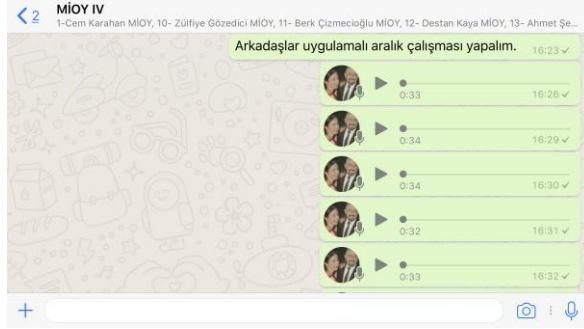 2
MİOY IV
1-Cem Karahan MİOY, 10- Zülfiye Gözedici MİOY, 11- Berk Çizmecioğlu MİOY, 12- Destan Kaya MİOY, 13- Ahmet Şe...
Arkadaşlar uygulamalı aralık çalışması yapalım. 16:23
0:33 16:26
0:34 16:29
0:34 16:30
0:32 16:31
0:33 16:32